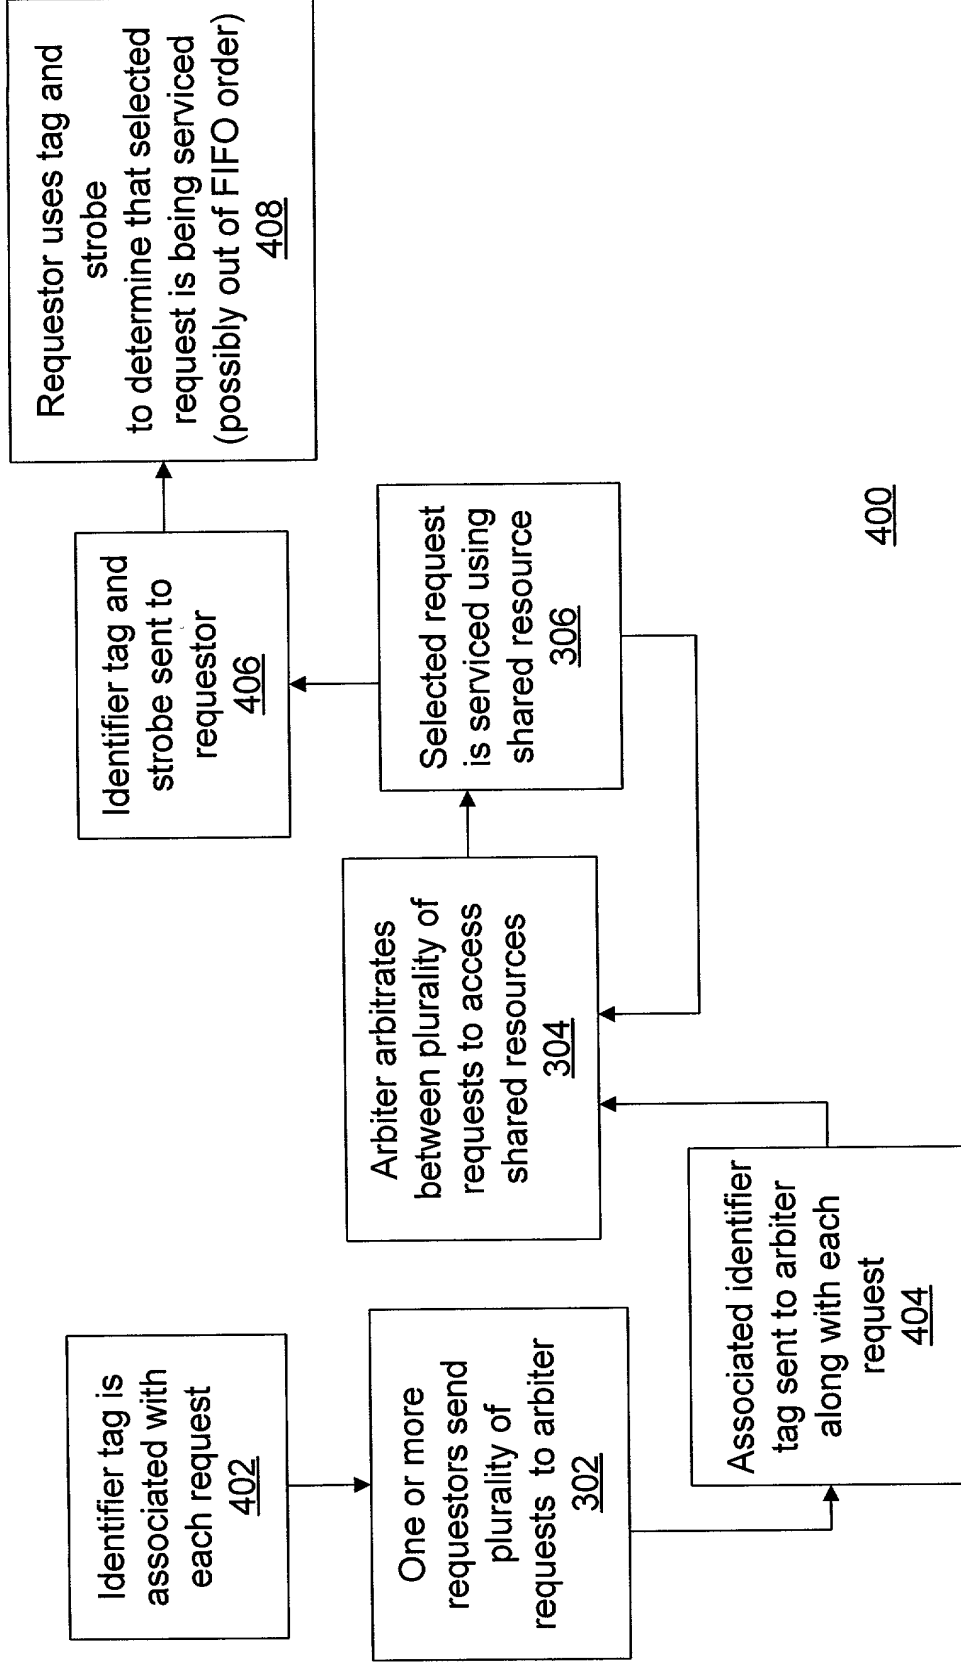 Identifier tag is
associated with
each request
402
One or more
requestors send
plurality of
requests to arbiter
302
Associated identifier
tag sent to arbiter
along with each
request
404
Arbiter arbitrates
between plurality of
requests to access
shared resources
304
Selected request
is serviced using
shared resource
306
Identifier tag and
strobe sent to
requestor
406
Requestor uses tag and
strobe
to determine that selected
request is being serviced
(possibly out of FIFO order)
408
400